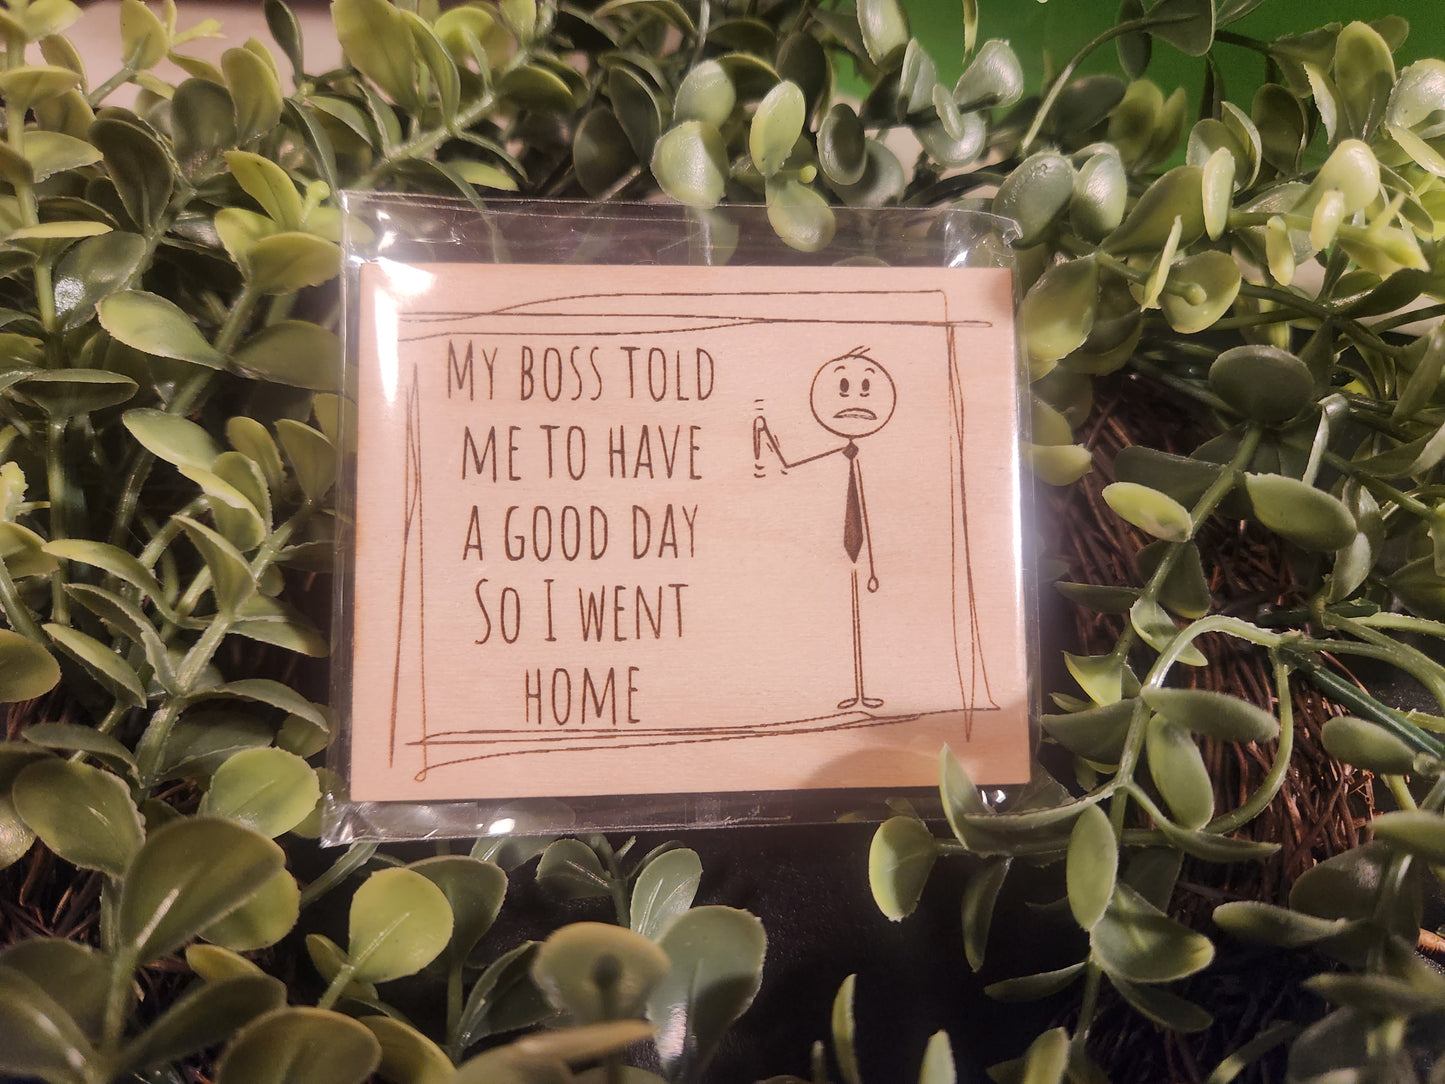 MY BOSS TOLD
ME TO HAVE
A GOOD DAY
SO I WENT
HOME